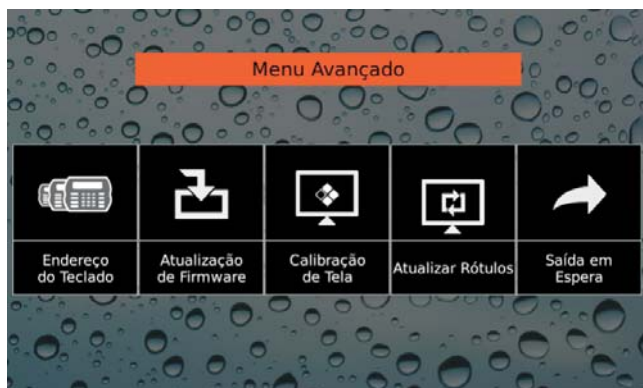 Menu Avançado
Endereço
do Teclado
Atualização
de Firmware
Calibração
de Tela
Atualizar Rótulos
Saída em
Espera